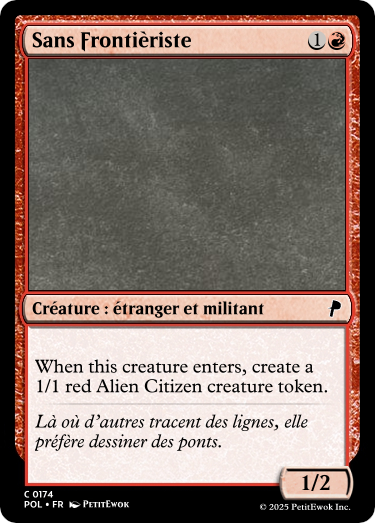 Sans Frontièriste 1
Créature : étranger et militant
When this creature enters, create a
1/1 red Alien Citizen creature token.
Là où d'autres tracent des lignes, elle
préfère dessiner des ponts.
1/2
C 0174
POL • FR PETITEWOK
© 2025 PetitEwok Inc.